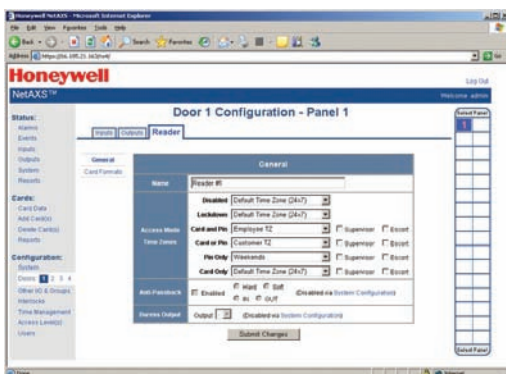 Honeywell NetAXS - Microsoft Internet Explorer
File Edit View Favorites Tools Help
Back Search Favorites
Address Go
Honeywell
Log Out
NetAXS™
Welcome admin
Door 1 Configuration - Panel 1
Select Panel
1
Inputs Outputs Reader
Status:
Alarms
Events
Inputs
Outputs
System
Reports
Cards:
Card Data
Add Card(s)
Delete Card(s)
Reports
Configuration:
System
Doors 1 2 3 4
Other I/O & Groups
Interlocks
Time Management
Access Level(s)
Users
General
Card Formats
General
Name Reader #1
Access Mode
Time Zones
Disabled Default Time Zone (24x7)
Lockdown Default Time Zone (24x7)
Card and Pin Employee TZ Supervisor Escort
Card or Pin Customer TZ Supervisor Escort
Pin Only Weekends Supervisor Escort
Card Only Default Time Zone (24x7) Supervisor Escort
Anti-Passback Enabled Hard Soft
IN OUT
(Disabled via System Configuration)
Duress Output Output (Disabled via System Configuration)
Submit Changes
Select Panel
Done
Internet